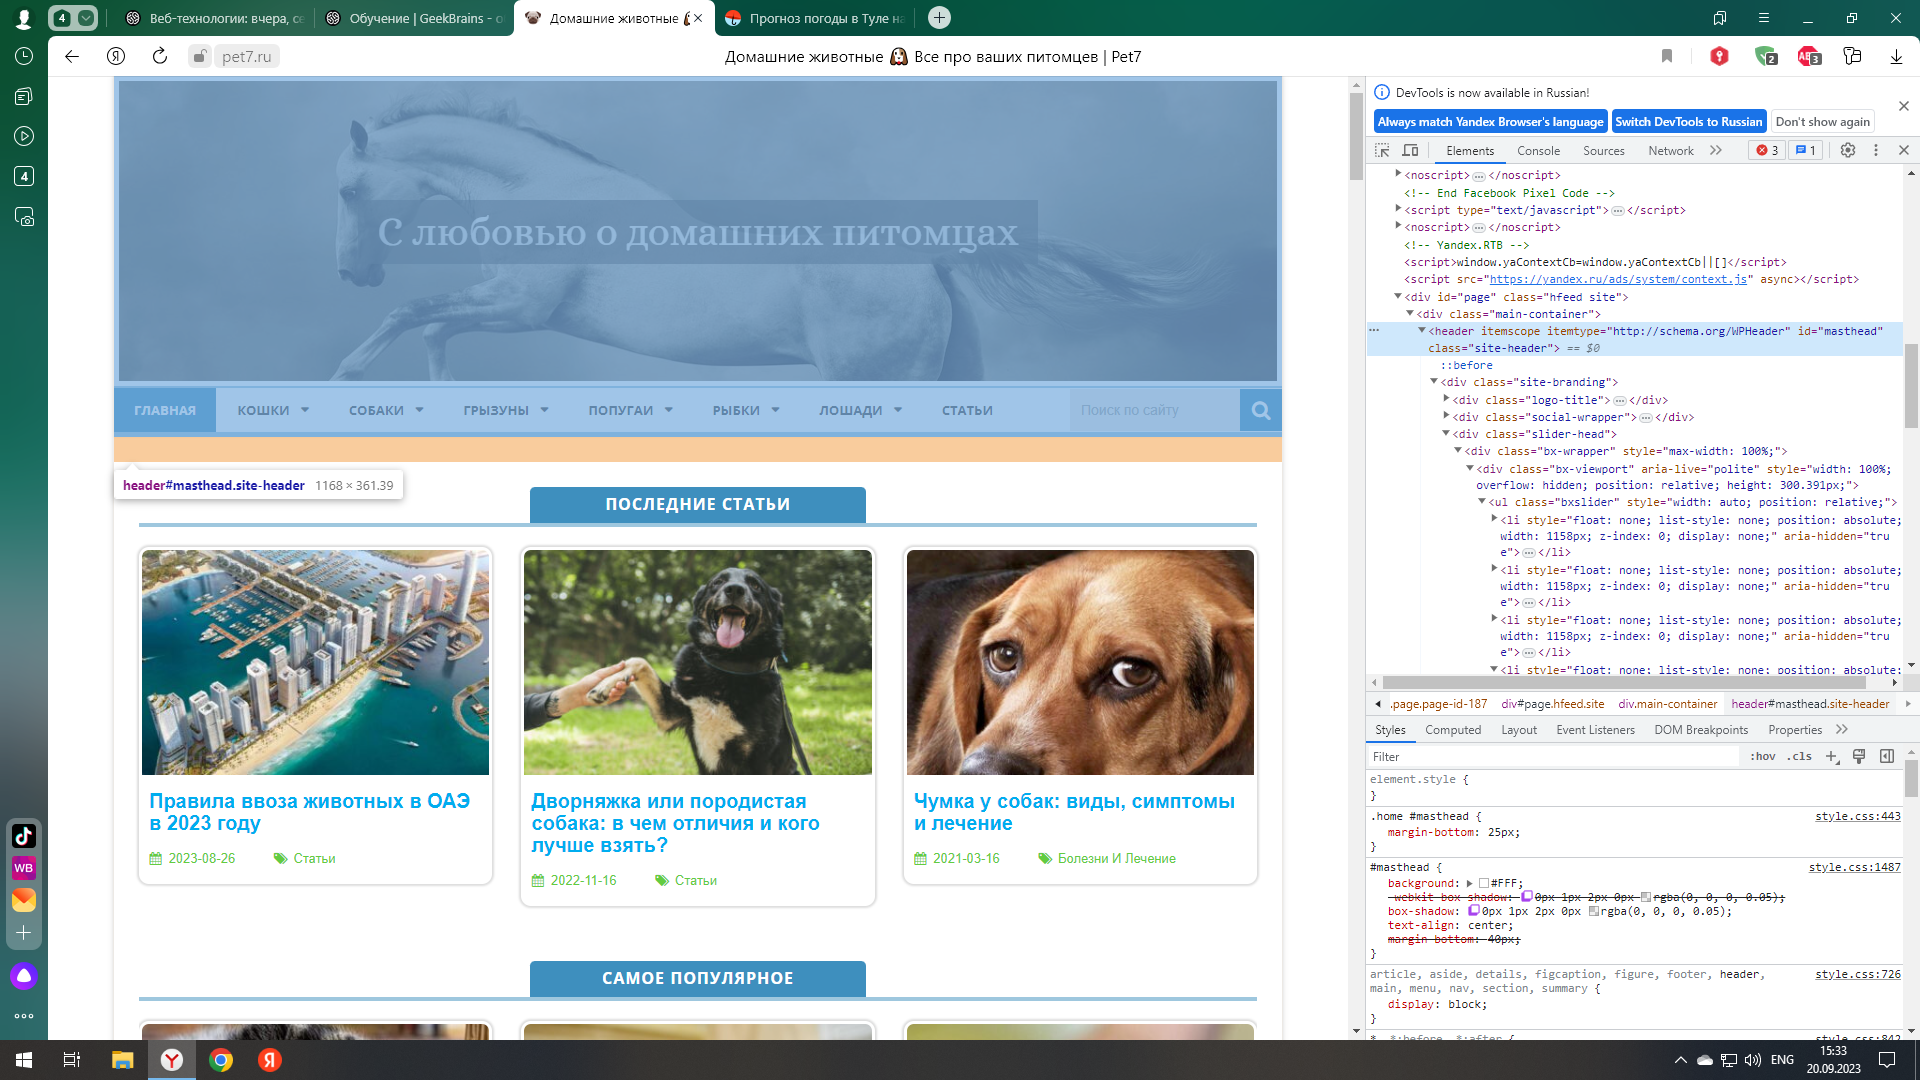 4
Веб-технологии: вчера, се
Обучение | GeekBrains - о
Домашние животные
Прогноз погоды в Туле на
pet7.ru
Домашние животные Все про ваших питомцев | Pet7
2
3
4
WB
С любовью о домашних питомцах
ГЛАВНАЯ
КОШКИ
СОБАКИ
ГРЫЗУНЫ
ПОПУГАИ
РЫБКИ
ЛОШАДИ
СТАТЬИ
Поиск по сайту
header#masthead.site-header 1168 × 361.39
ПОСЛЕДНИЕ СТАТЬИ
Правила ввоза животных в ОАЭ
в 2023 году
2023-08-26 Статьи
Дворняжка или породистая
собака: в чем отличия и кого
лучше взять?
2022-11-16 Статьи
Чумка у собак: виды, симптомы
и лечение
2021-03-16 Болезни И Лечение
САМОЕ ПОПУЛЯРНОЕ
DevTools is now available in Russian!
Always match Yandex Browser's language
Switch DevTools to Russian
Don't show again
Elements
Console
Sources
Network
3
1
<noscript>…</noscript>
<!-- End Facebook Pixel Code -->
<script type="text/javascript">…</script>
<noscript>…</noscript>
<!-- Yandex.RTB -->
<script>window.yaContextCb=window.yaContextCb||[]</script>
<script src="https://yandex.ru/ads/system/context.js" async></script>
<div id="page" class="hfeed site">
<div class="main-container">
<header itemscope itemtype="http://schema.org/WPHeader" id="masthead"
class="site-header"> == $0
::before
<div class="site-branding">
<div class="logo-title">…</div>
<div class="social-wrapper">…</div>
<div class="slider-head">
<div class="bx-wrapper" style="max-width: 100%;">
<div class="bx-viewport" aria-live="polite" style="width: 100%;
overflow: hidden; position: relative; height: 300.391px;">
<ul class="bxslider" style="width: auto; position: relative;">
<li style="float: none; list-style: none; position: absolute;
width: 1158px; z-index: 0; display: none;" aria-hidden="tru
e">…</li>
<li style="float: none; list-style: none; position: absolute;
width: 1158px; z-index: 0; display: none;" aria-hidden="tru
e">…</li>
<li style="float: none; list-style: none; position: absolute;
width: 1158px; z-index: 0; display: none;" aria-hidden="tru
e">…</li>
<li style="float: none; list-style: none; position: absolute;
.page.page-id-187 div#page.hfeed.site div.main-container header#masthead.site-header
Styles
Computed
Layout
Event Listeners
DOM Breakpoints
Properties
Filter
:hov
.cls
element.style {
}
.home #masthead { style.css:443
margin-bottom: 25px;
}
#masthead { style.css:1487
background: #FFF;
-webkit-box-shadow: 0px 1px 2px 0px rgba(0, 0, 0, 0.05);
box-shadow: 0px 1px 2px 0px rgba(0, 0, 0, 0.05);
text-align: center;
margin-bottom: 40px;
}
article, aside, details, figcaption, figure, footer, header, style.css:726
main, menu, nav, section, summary {
display: block;
}
*, *:before, *:after { style.css:842
ENG
15:33
20.09.2023